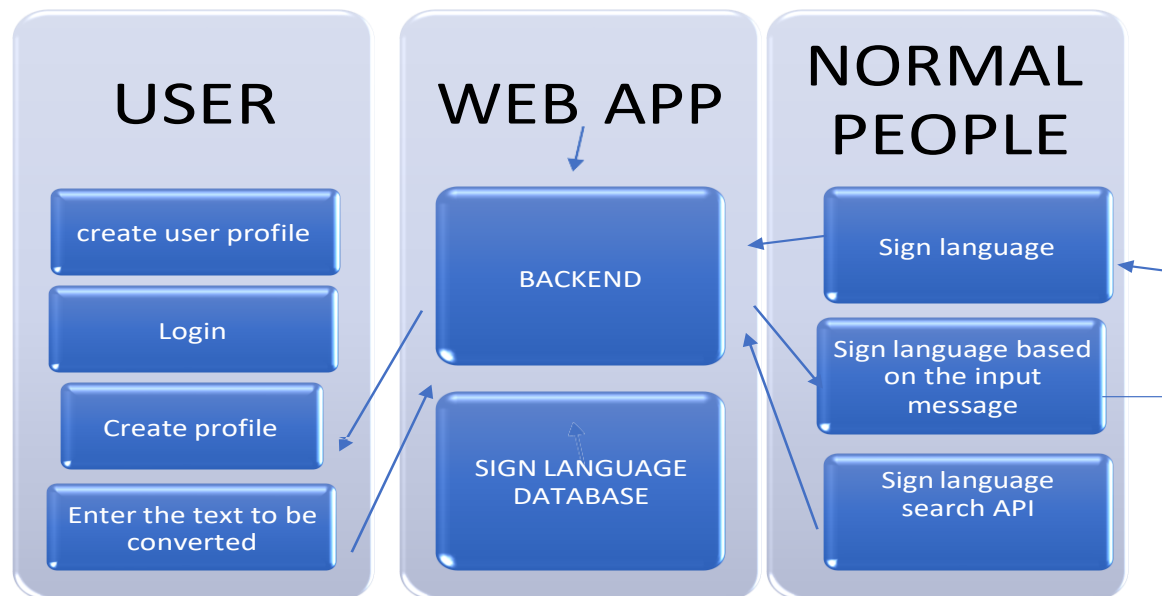 USER
create user profile
Login
Create profile
Enter the text to be
converted
WEB APP
BACKEND
SIGN LANGUAGE
DATABASE
NORMAL
PEOPLE
Sign language
Sign language based
on the input
message
Sign language
search API